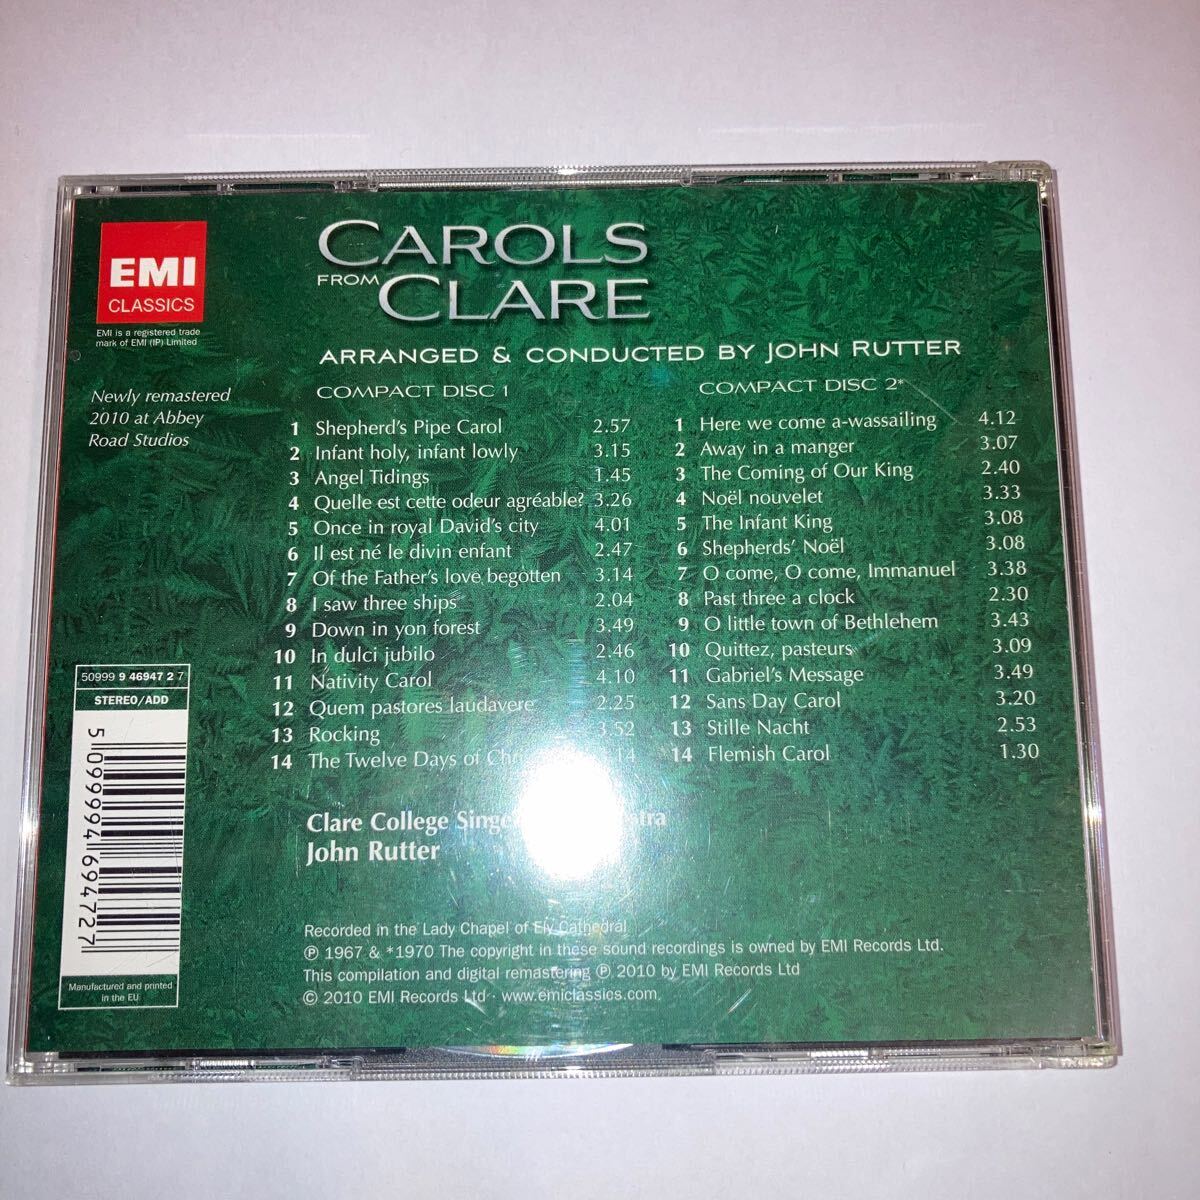 EMI
CLASSICS
EMI is a registered trade
mark of EMI (IP) Limited
Newly remastered
2010 at Abbey
Road Studios
CAROLS
FROM CLARE
ARRANGED & CONDUCTED BY JOHN RUTTER
COMPACT DISC 1
1 Shepherd's Pipe Carol 2.57
2 Infant holy, infant lowly 3.15
3 Angel Tidings 1.45
4 Quelle est cette odeur agréable? 3.26
5 Once in royal David's city 4.01
6 Il est né le divin enfant 2.47
7 Of the Father's love begotten 3.14
8 I saw three ships 2.04
9 Down in yon forest 3.49
10 In dulci jubilo 2.46
11 Nativity Carol 4.10
12 Quem pastores laudavere 2.25
13 Rocking 3.52
14 The Twelve Days of
COMPACT DISC 2*
1 Here we come a-wassailing 4.12
2 Away in a manger 3.07
3 The Coming of Our King 2.40
4 Noël nouvelet 3.33
5 The Infant King 3.08
6 Shepherds' Noël 3.08
7 O come, O come, Immanuel 3.38
8 Past three a clock 2.30
9 O little town of Bethlehem 3.43
10 Quittez, pasteurs 3.09
11 Gabriel's Message 3.49
12 Sans Day Carol 3.20
13 Stille Nacht 2.53
14 Flemish Carol 1.30
Clare College
John Rutter
Recorded in the Lady Chapel of Ely Cathedral
℗ 1967 & *1970 The copyright in these sound recordings is owned by EMI Records Ltd.
This compilation and digital remastering ℗ 2010 by EMI Records Ltd
© 2010 EMI Records Ltd · www.emiclassics.com
50999 9 46947 2 7
STEREO/ADD
5 099994 694727
Manufactured and printed
in the EU